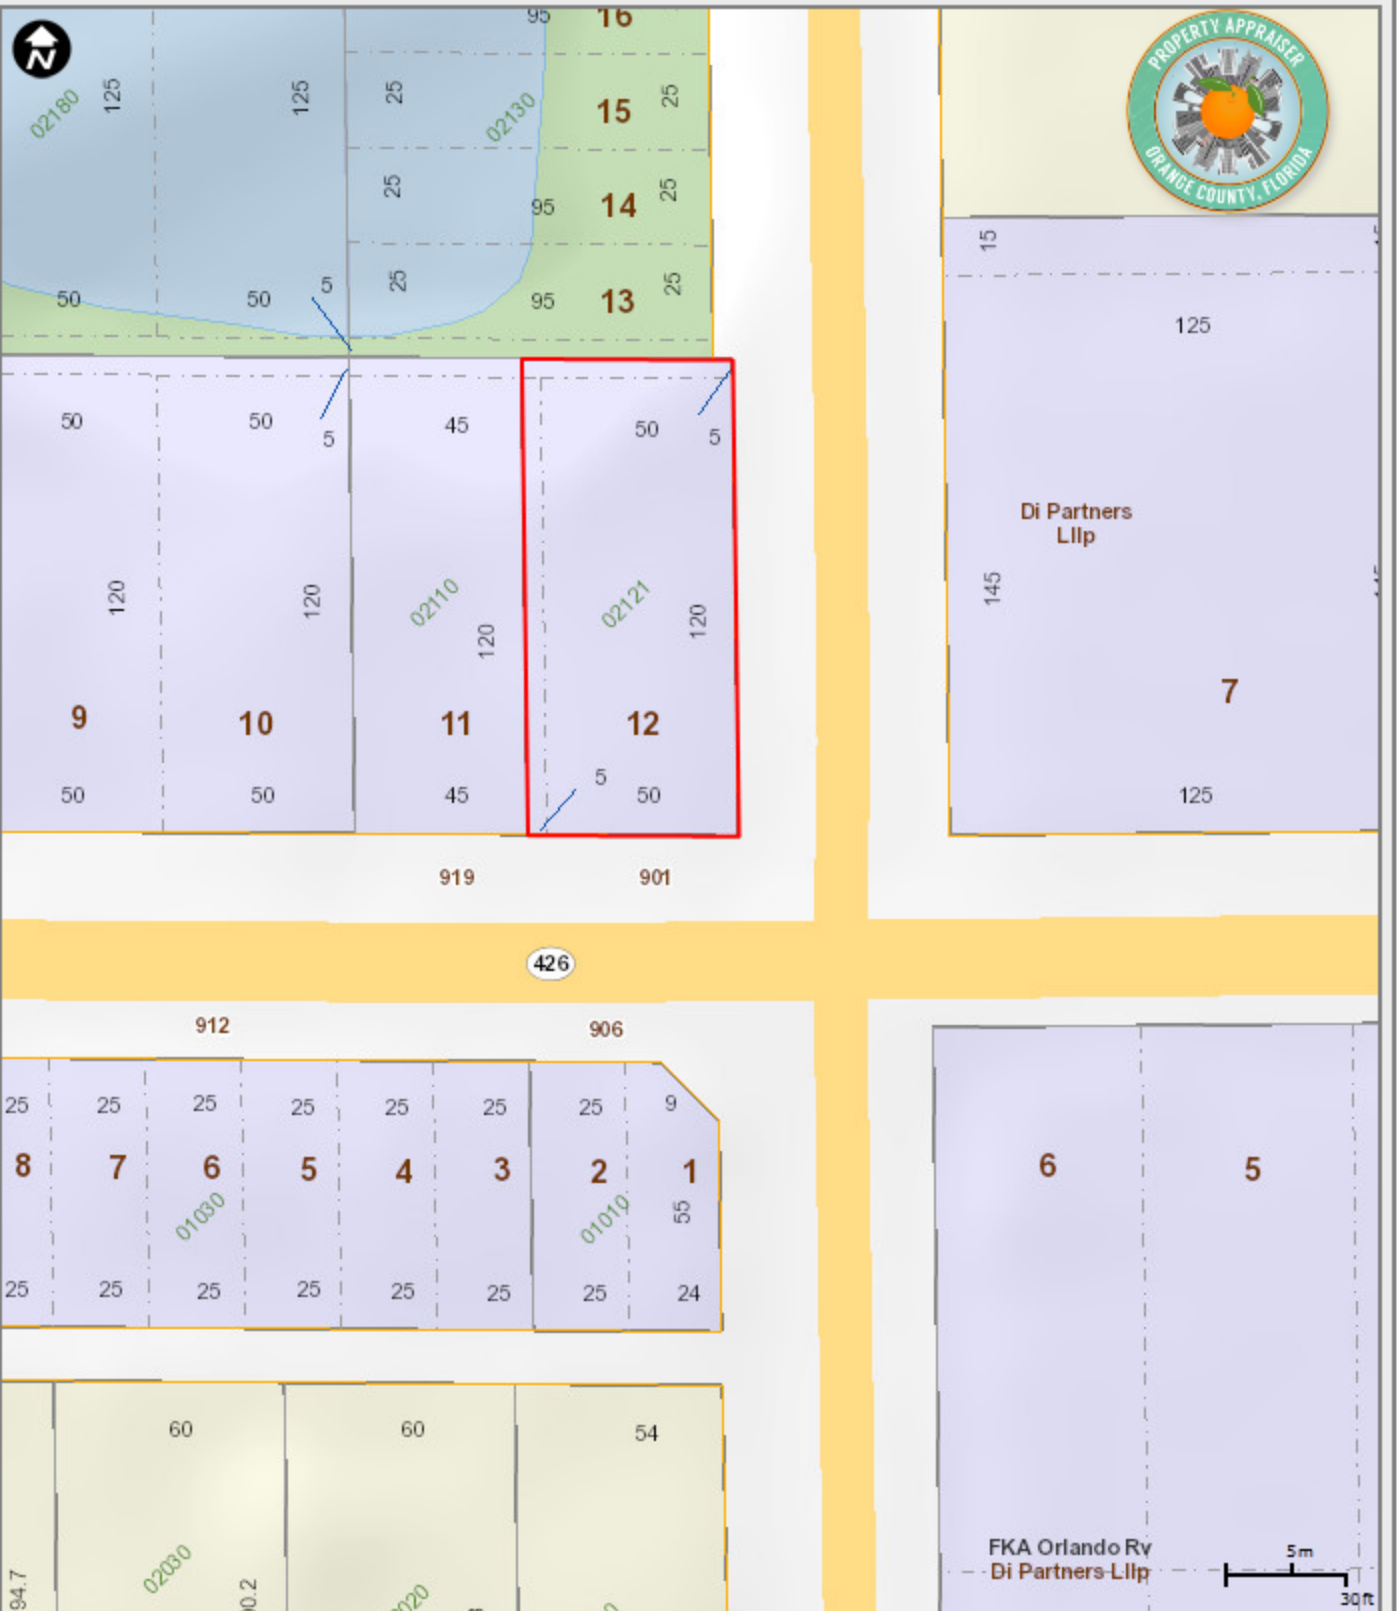 N
PROPERTY APPRAISER
ORANGE COUNTY, FLORIDA
95 16
02180 125 125 25 02130 15 25
25 95 14 25
15
50 50 5 25 95 13 25
125
50 50 5 45 50 5
Di Partners
Lllp
120 120 02110 120 02121 120 145
7
9 10 11 12
5
50 50 45 50 125
919 901
426
912 906
25 25 25 25 25 25 25 9
8 7 6 5 4 3 2 1 6 5
01030 01010 55
25 25 25 25 25 25 25 24
60 60 54
FKA Orlando Rv
Di Partners Lllp
5m
30ft
02030
94.7